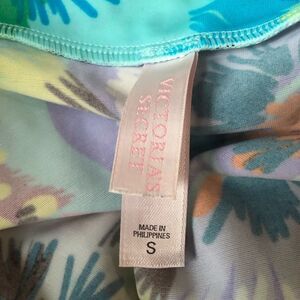 VICTORIA'S
SECRET
MADE IN
PHILIPPINES
S